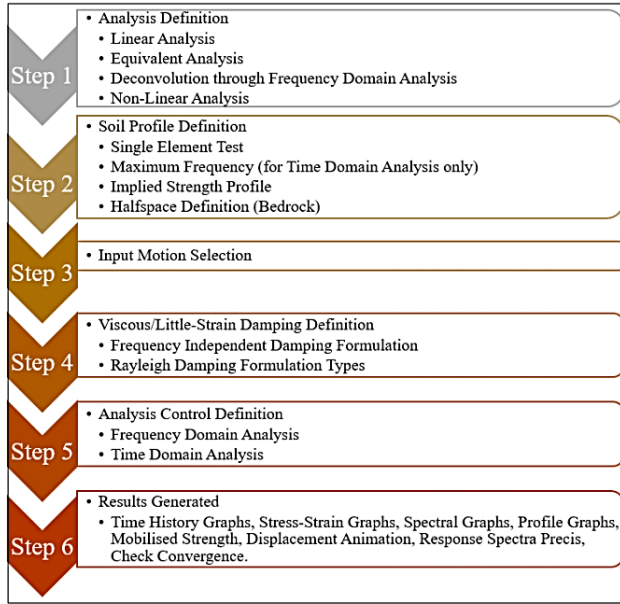 Step 1
• Analysis Definition
• Linear Analysis
• Equivalent Analysis
• Deconvolution through Frequency Domain Analysis
• Non-Linear Analysis
Step 2
• Soil Profile Definition
• Single Element Test
• Maximum Frequency (for Time Domain Analysis only)
• Implied Strength Profile
• Halfspace Definition (Bedrock)
Step 3
• Input Motion Selection
Step 4
• Viscous/Little-Strain Damping Definition
• Frequency Independent Damping Formulation
• Rayleigh Damping Formulation Types
Step 5
• Analysis Control Definition
• Frequency Domain Analysis
• Time Domain Analysis
Step 6
• Results Generated
• Time History Graphs, Stress-Strain Graphs, Spectral Graphs, Profile Graphs,
Mobilised Strength, Displacement Animation, Response Spectra Precis,
Check Convergence.